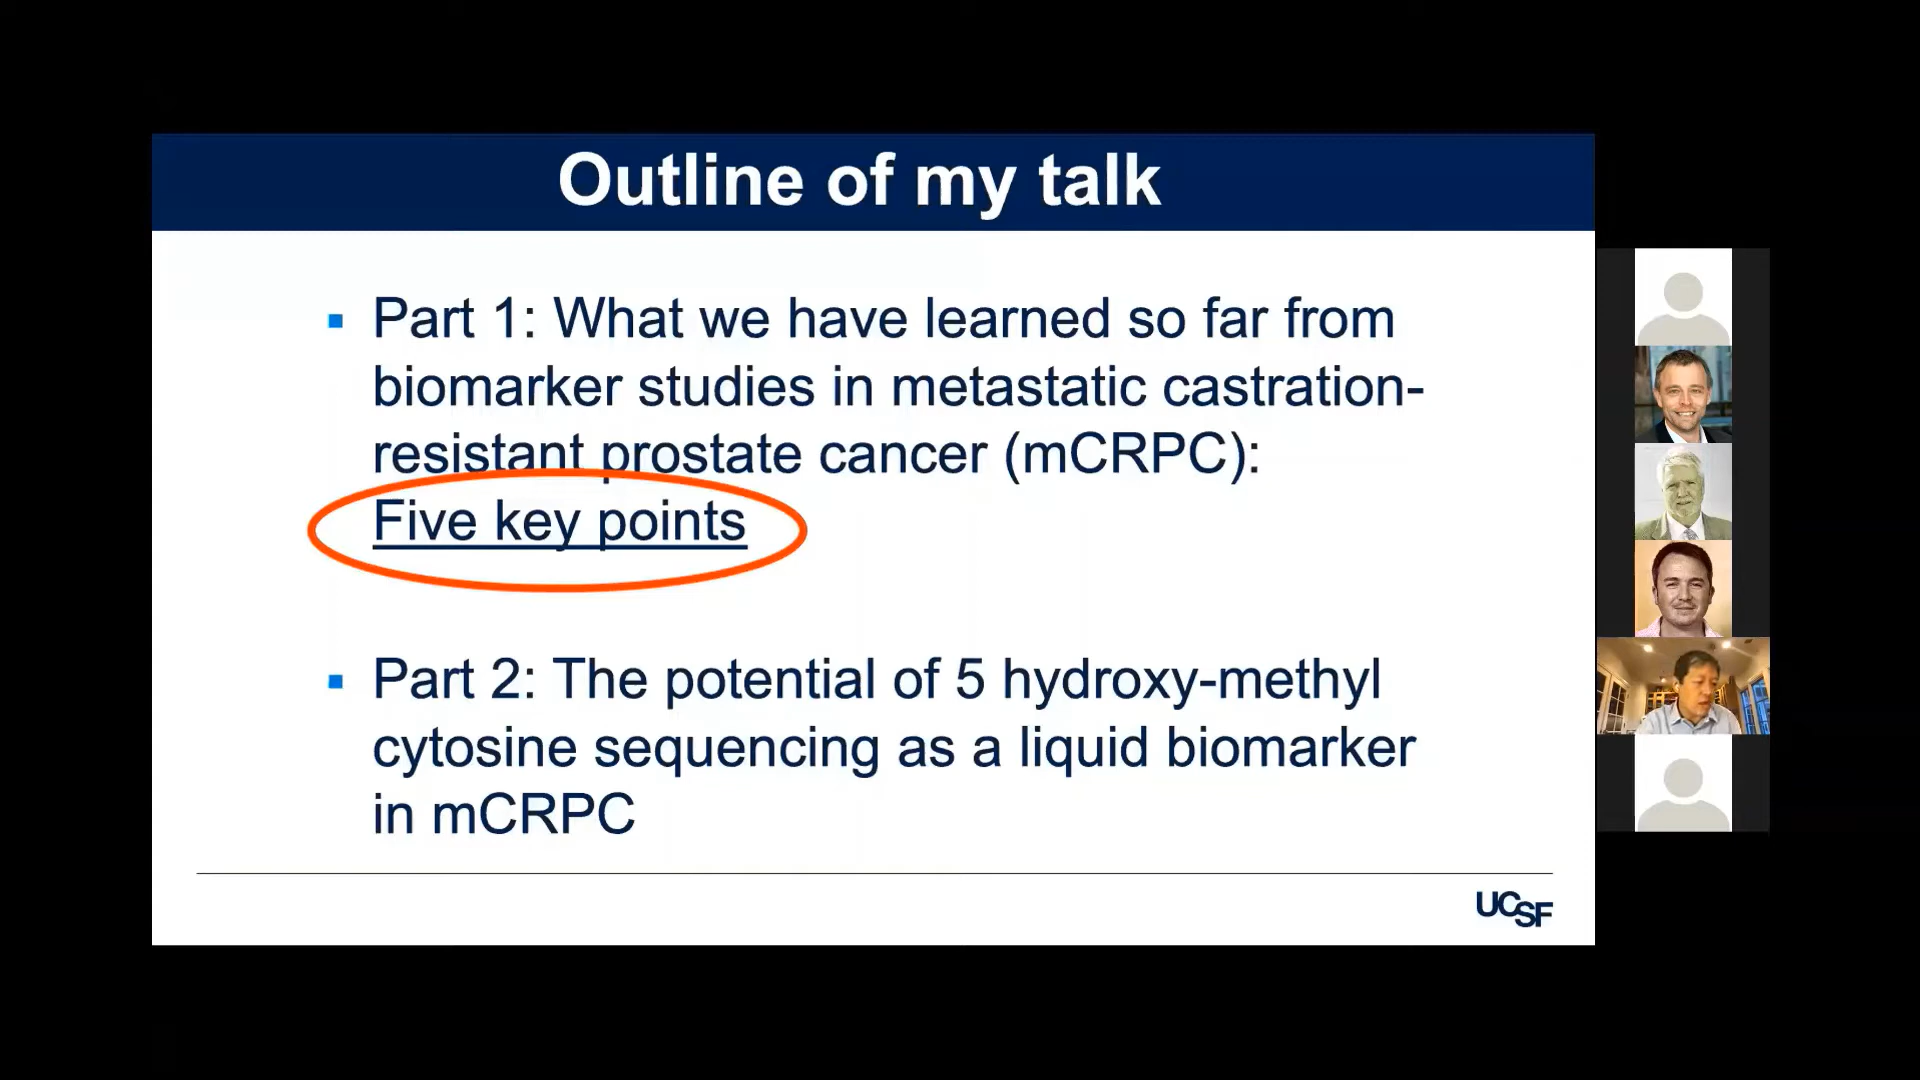 Outline of my talk
Part 1: What we have learned so far from
biomarker studies in metastatic castration-
resistant prostate cancer (mCRPC):
Five key points
Part 2: The potential of 5 hydroxy-methyl
cytosine sequencing as a liquid biomarker
in mCRPC
UCSF